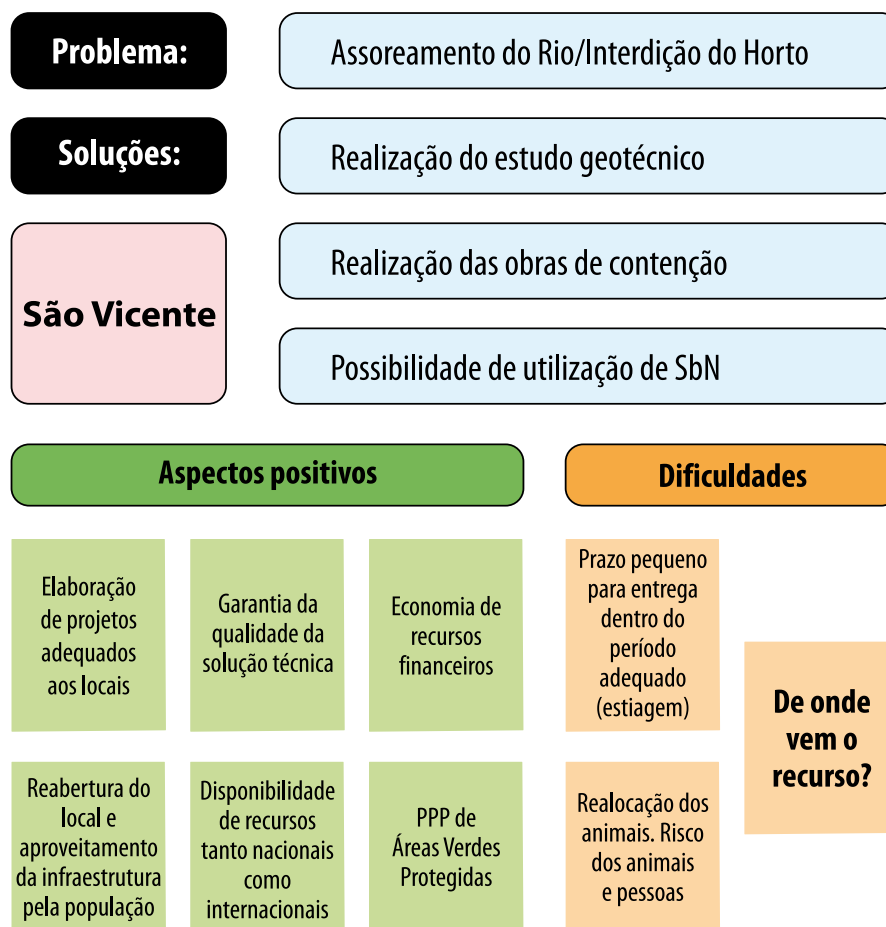 Problema:
Assoreamento do Rio/Interdição do Horto
Soluções:
Realização do estudo geotécnico
São Vicente
Realização das obras de contenção
Possibilidade de utilização de SbN
Aspectos positivos
Elaboração
de projetos
adequados
aos locais
Garantia da
qualidade da
solução técnica
Economia de
recursos
financeiros
Reabertura do
local e
aproveitamento
da infraestrutura
pela população
Disponibilidade
de recursos
tanto nacionais
como
internacionais
PPP de
Áreas Verdes
Protegidas
Dificuldades
Prazo pequeno
para entrega
dentro do
período
adequado
(estiagem)
De onde
vem o
recurso?
Realocação dos
animais. Risco
dos animais
e pessoas